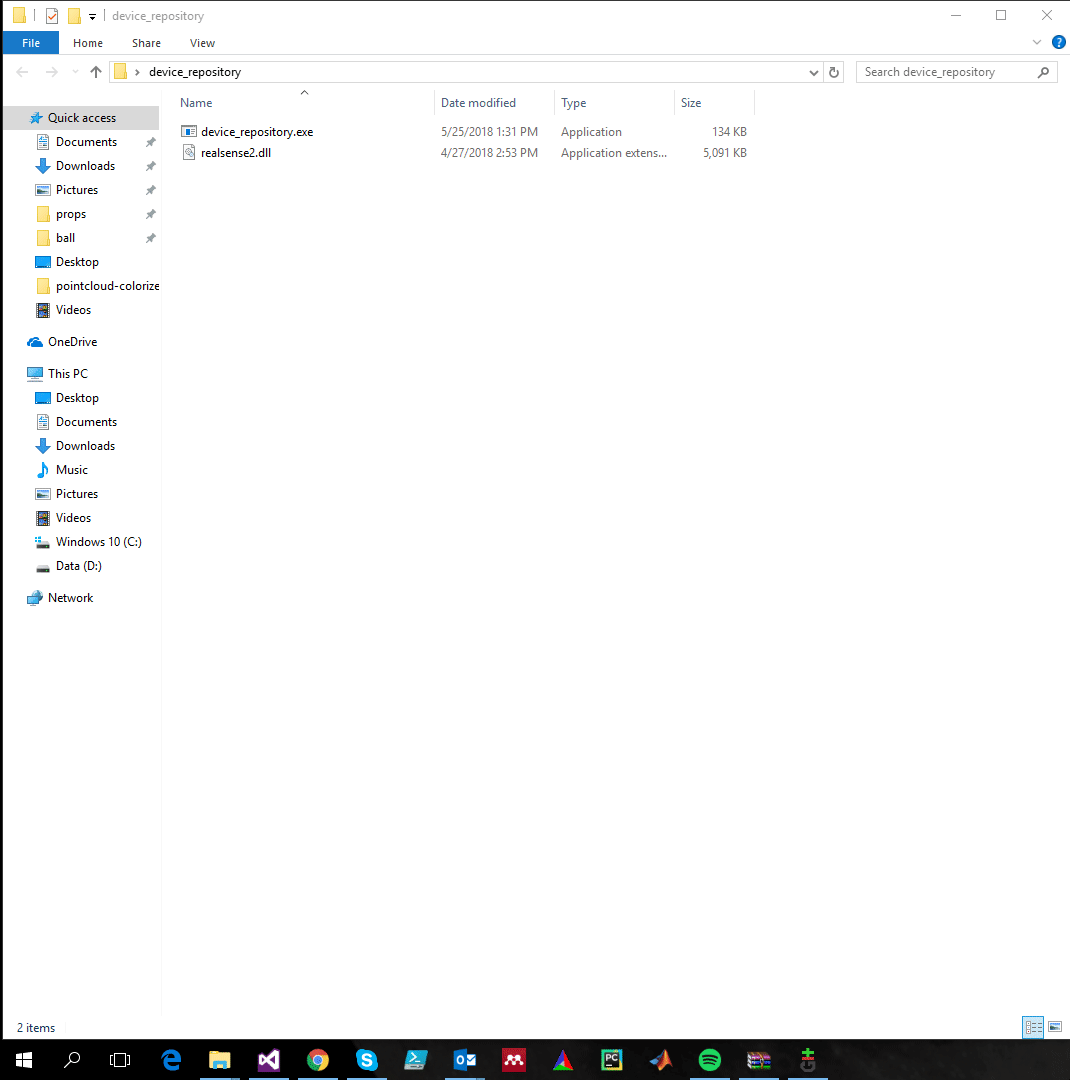 device_repository
File Home Share View
device_repository
Search device_repository
Name Date modified Type Size
device_repository.exe 5/25/2018 1:31 PM Application 134 KB
realsense2.dll 4/27/2018 2:53 PM Application extens... 5,091 KB
Quick access
Documents
Downloads
Pictures
props
ball
Desktop
pointcloud-colorize
Videos
OneDrive
This PC
Desktop
Documents
Downloads
Music
Pictures
Videos
Windows 10 (C:)
Data (D:)
Network
2 items